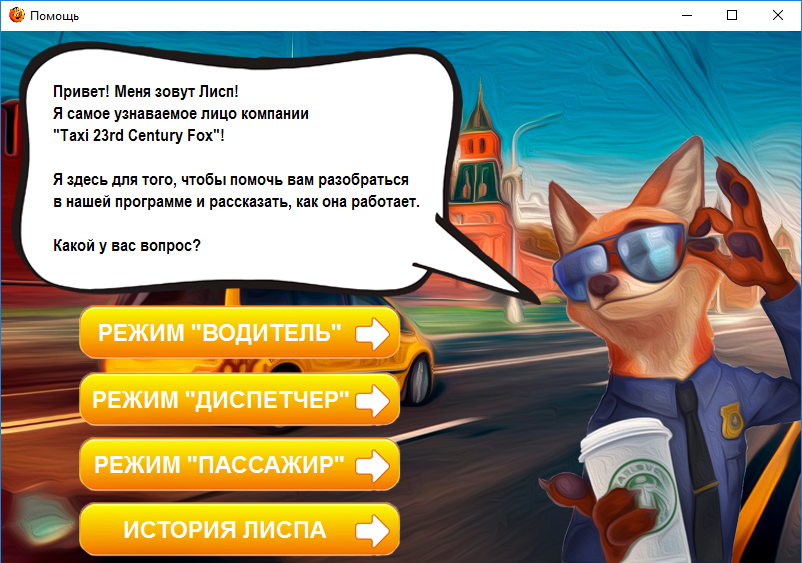 Помощь
Привет! Меня зовут Лисп!
Я самое узнаваемое лицо компании
"Taxi 23rd Century Fox"!
Я здесь для того, чтобы помочь вам разобраться
в нашей программе и рассказать, как она работает.
Какой у вас вопрос?
РЕЖИМ "ВОДИТЕЛЬ"
РЕЖИМ "ДИСПЕТЧЕР"
РЕЖИМ "ПАССАЖИР"
ИСТОРИЯ ЛИСПА